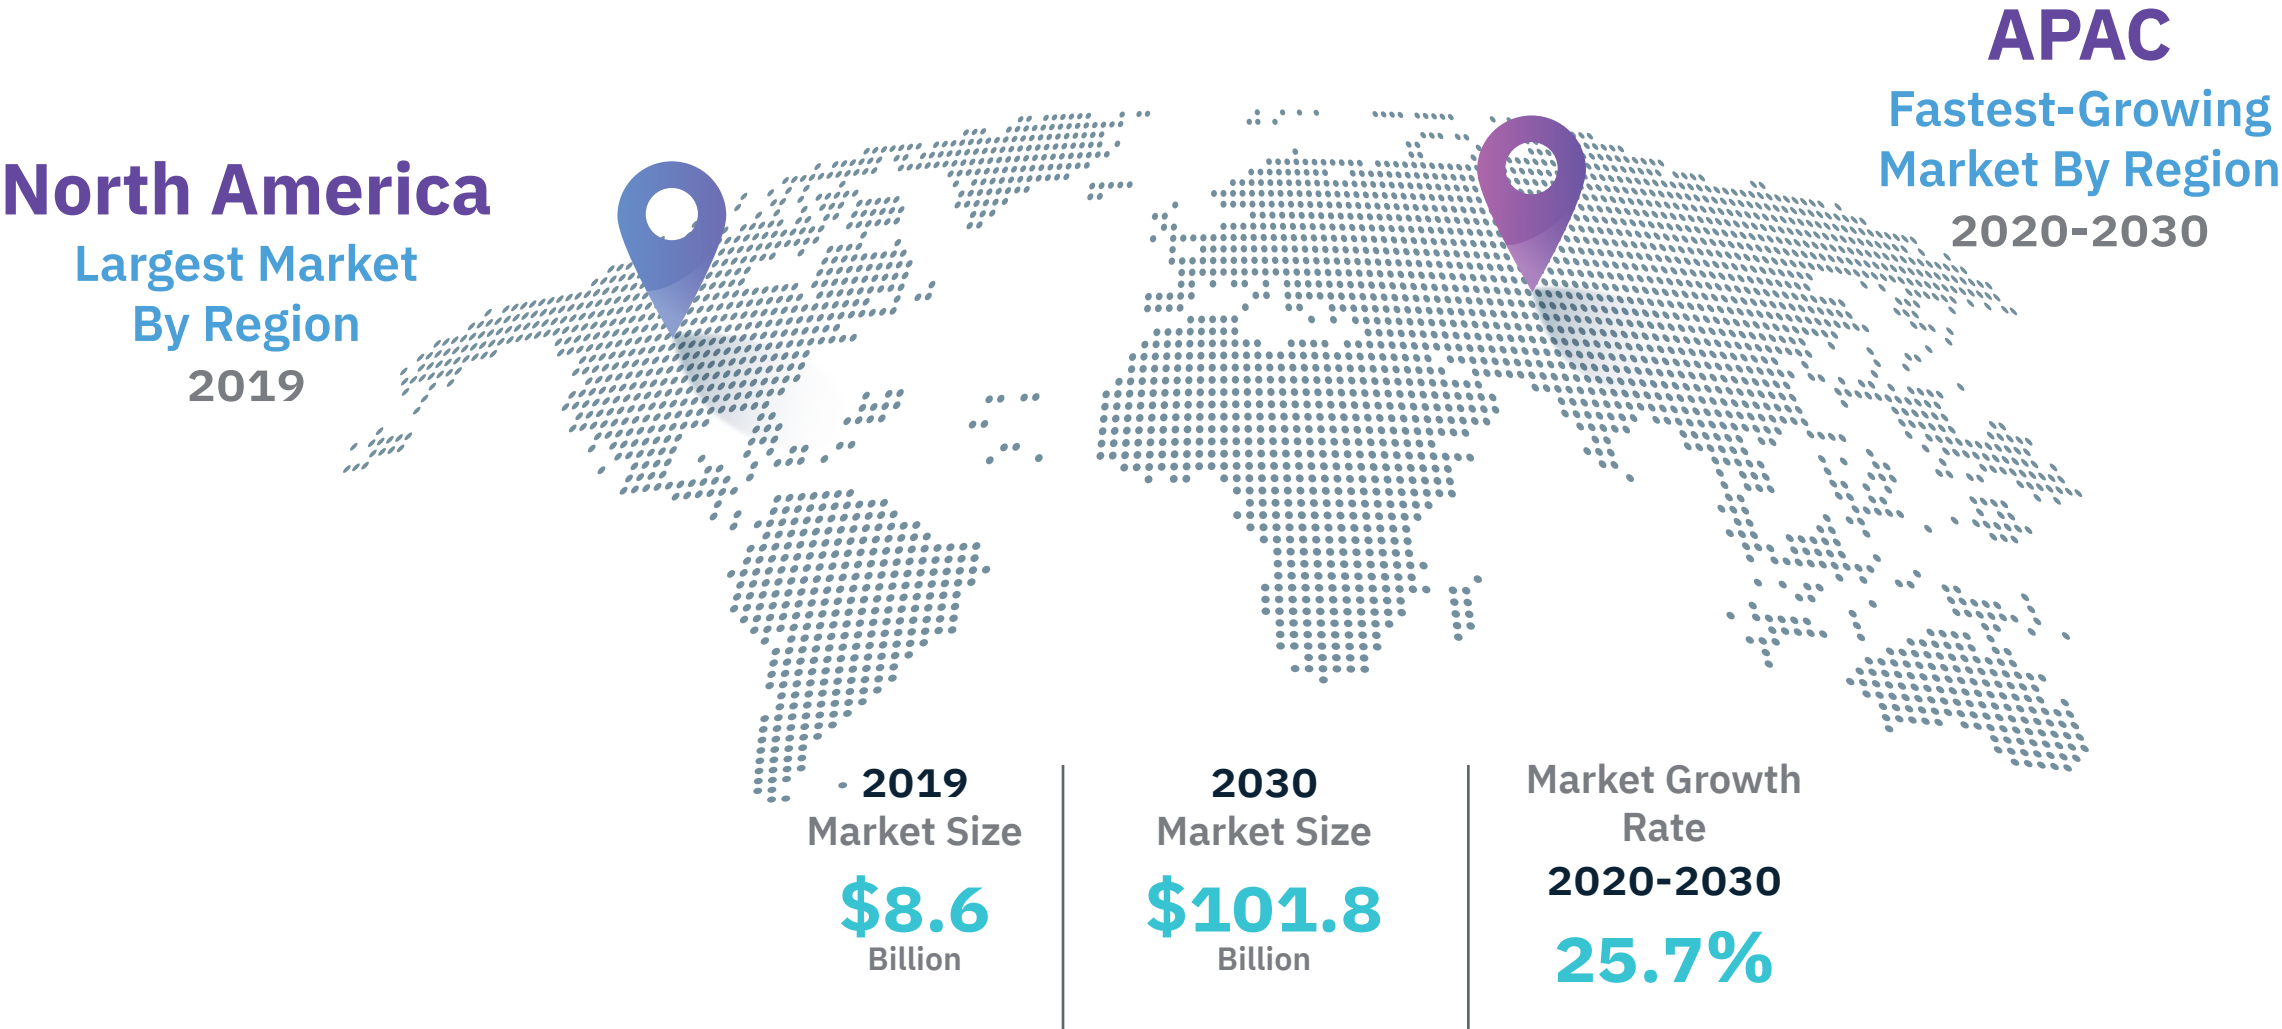 North America
Largest Market
By Region
2019
APAC
Fastest-Growing
Market By Region
2020-2030
2019
Market Size
$8.6
Billion
2030
Market Size
$101.8
Billion
Market Growth
Rate
2020-2030
25.7%